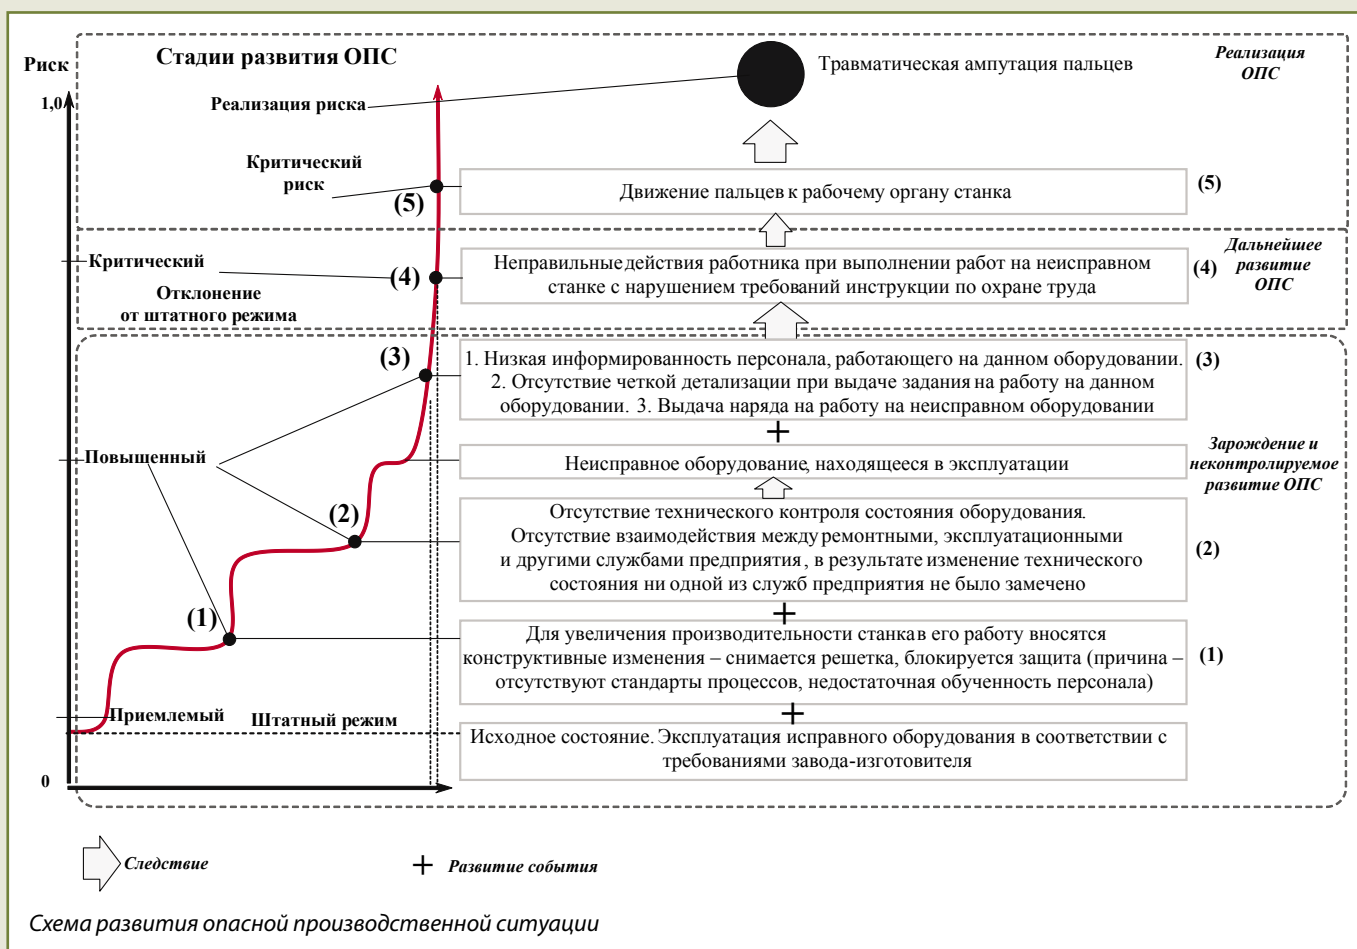 Стадии развития ОПС
Риск
1,0
Реализация риска
Травматическая ампутация пальцев
Реализация
ОПС
Критический
риск
(5)
Движение пальцев к рабочему органу станка
(5)
Критический
Отклонение
от штатного режима
(4)
Неправильные действия работника при выполнении работ на неисправном
станке с нарушением требований инструкции по охране труда
(4)
Дальнейшее
развитие
ОПС
(3)
1. Низкая информированность персонала, работающего на данном оборудовании.
2. Отсутствие четкой детализации при выдаче задания на работу на данном
оборудовании. 3. Выдача наряда на работу на неисправном оборудовании
(3)
+
Повышенный
Неисправное оборудование, находящееся в эксплуатации
Зарождение и
неконтролируемое
развитие ОПС
(2)
Отсутствие технического контроля состояния оборудования.
Отсутствие взаимодействия между ремонтными, эксплуатационными
и другими службами предприятия, в результате изменение технического
состояния ни одной из служб предприятия не было замечено
(2)
+
(1)
Для увеличения производительности станка в его работу вносятся
конструктивные изменения – снимается решетка, блокируется защита (причина –
отсутствуют стандарты процессов, недостаточная обученность персонала)
(1)
+
Приемлемый
Штатный режим
Исходное состояние. Эксплуатация исправного оборудования в соответствии с
требованиями завода-изготовителя
0
Следствие
+ Развитие события
Схема развития опасной производственной ситуации